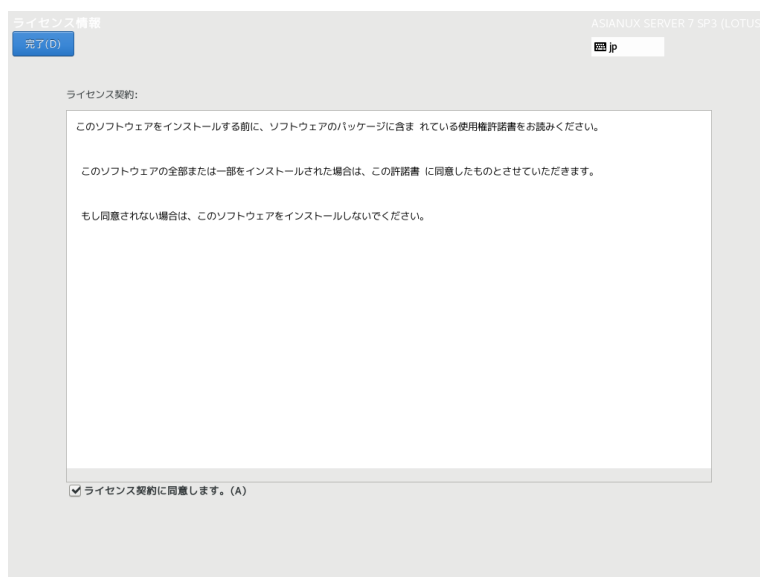 ライセンス情報
ASIANUX SERVER 7 SP3 (LOTUS
完了(D)
jp
ライセンス契約:
このソフトウェアをインストールする前に、ソフトウェアのパッケージに含ま れている使用権許諾書をお読みください。
このソフトウェアの全部または一部をインストールされた場合は、この許諾書 に同意したものとさせていただきます。
もし同意されない場合は、このソフトウェアをインストールしないでください。
ライセンス契約に同意します。(A)